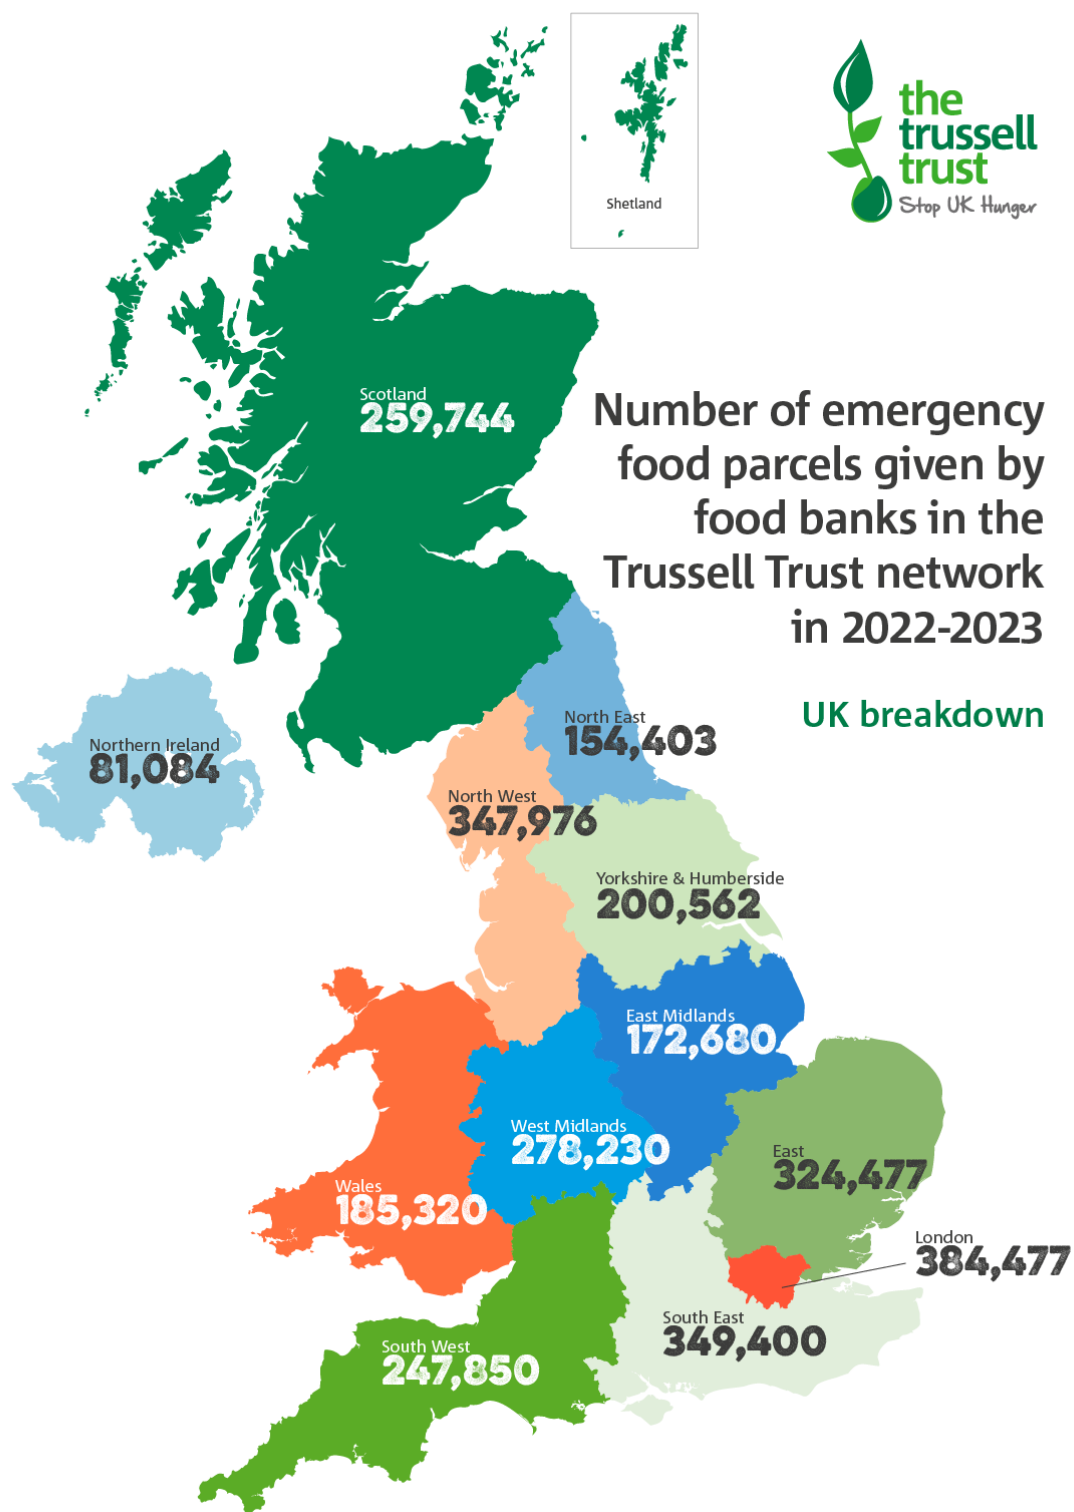 Shetland
the
trussell
trust
Stop UK Hunger
Number of emergency
food parcels given by
food banks in the
Trussell Trust network
in 2022-2023
UK breakdown
Scotland
259,744
Northern Ireland
81,084
North East
154,403
North West
347,976
Yorkshire & Humberside
200,562
East Midlands
172,680
West Midlands
278,230
East
324,477
Wales
185,320
London
384,477
South East
349,400
South West
247,850